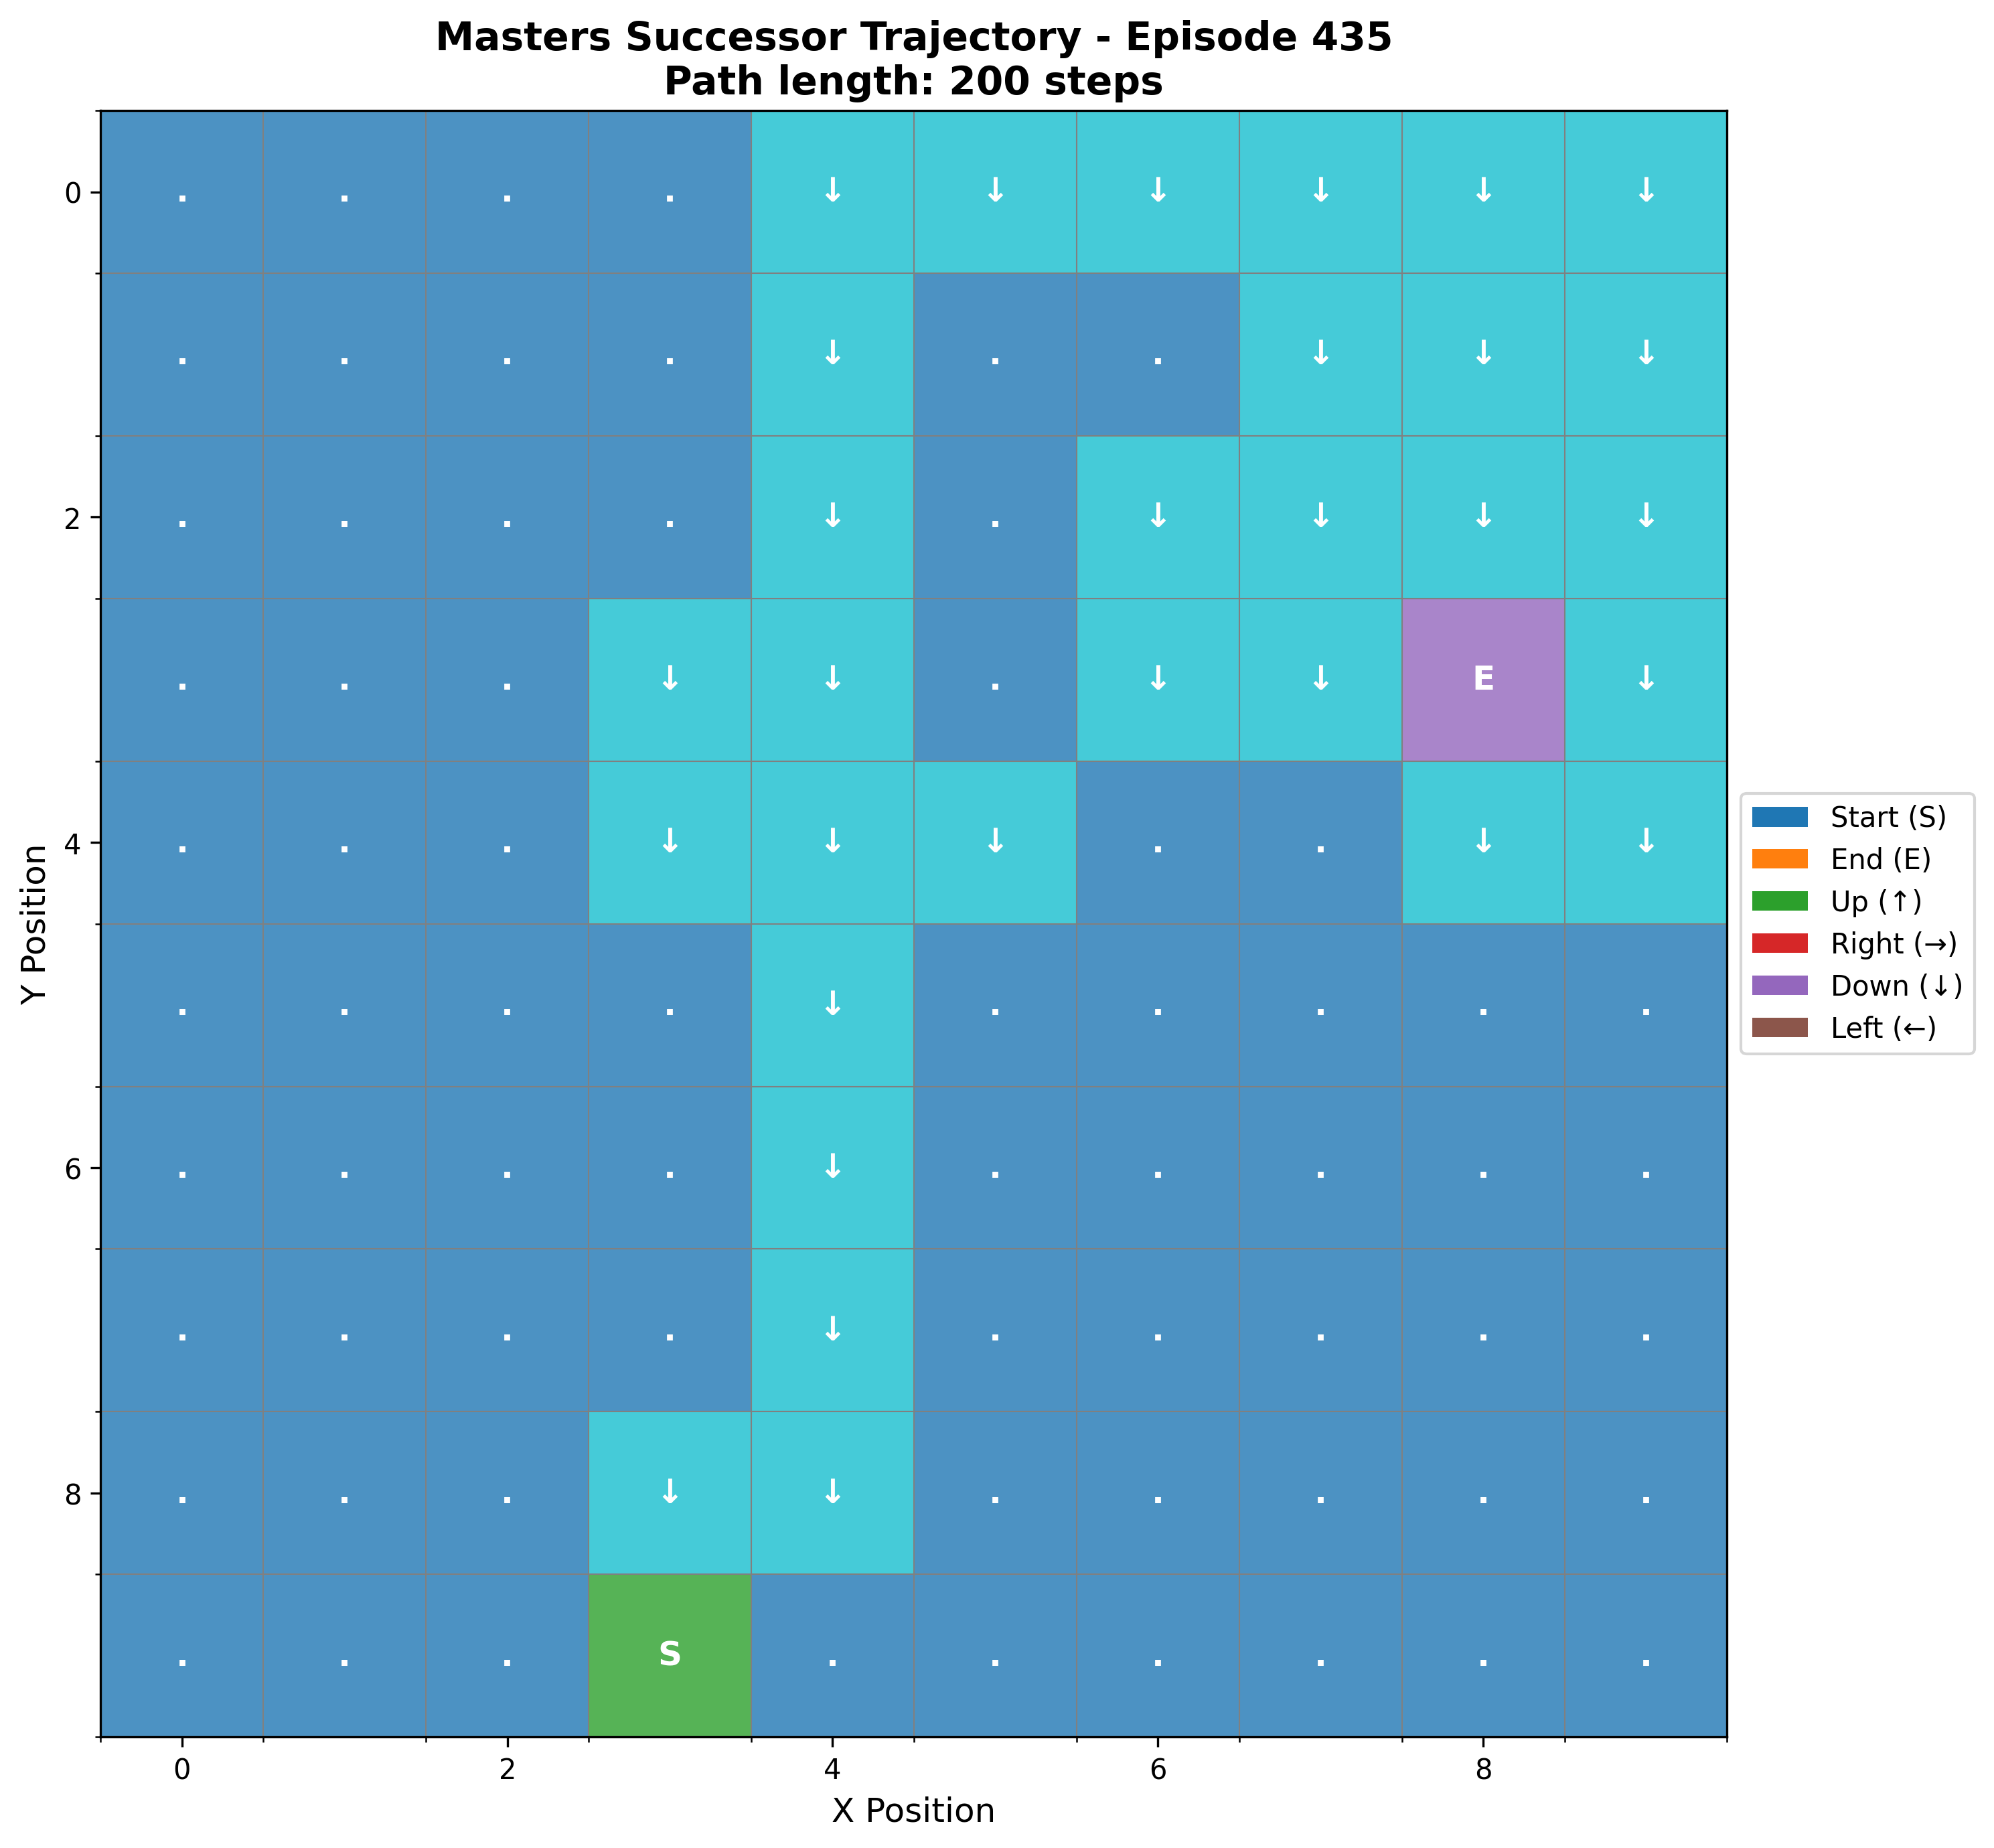 Masters Successor Trajectory - Episode 435
Path length: 200 steps
0 . . . . ↓ ↓ ↓ ↓ ↓ ↓
. . . . ↓ . . ↓ ↓ ↓
2 . . . . ↓ . ↓ ↓ ↓ ↓
. . . ↓ ↓ . ↓ ↓ E ↓
4 . . . ↓ ↓ ↓ . . ↓ ↓
. . . . ↓ . . . . .
6 . . . . ↓ . . . . .
. . . . ↓ . . . . .
8 . . . ↓ ↓ . . . . .
. . . S . . . . . .
0 2 4 6 8
X Position
Y Position
Start (S)
End (E)
Up (↑)
Right (→)
Down (↓)
Left (←)